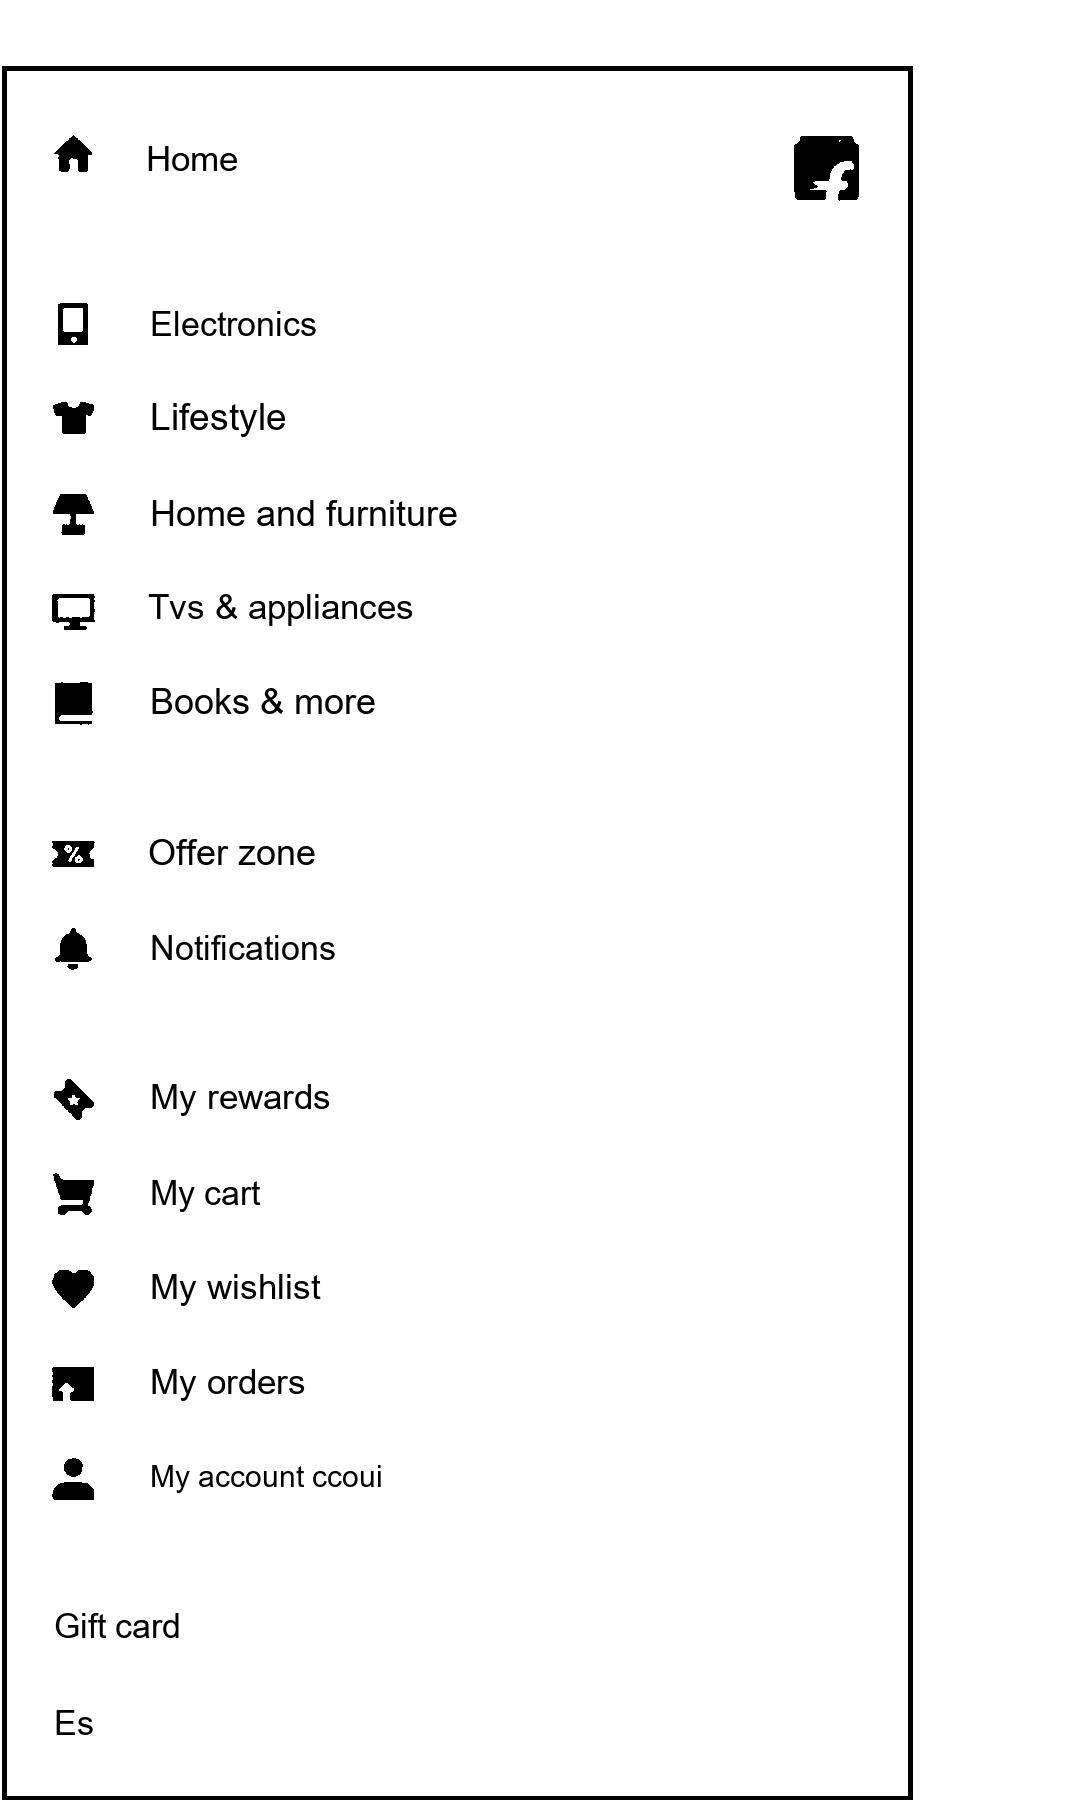 Home
Electronics
Lifestyle
Home and furniture
Tvs & appliances
Books & more
Offer zone
Notifications
My rewards
My cart
My wishlist
My orders
My account ccoui
Gift card
Es